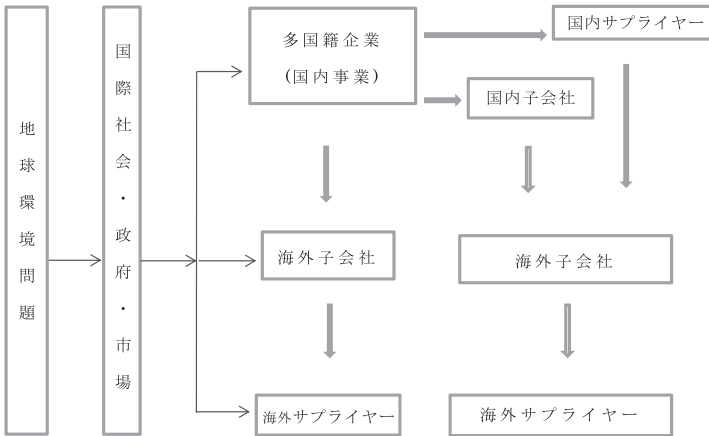 地球環境問題
国際社会・政府・市場
多国籍企業
(国内事業)
国内サプライヤー
国内子会社
海外子会社
海外子会社
海外サプライヤー
海外サプライヤー